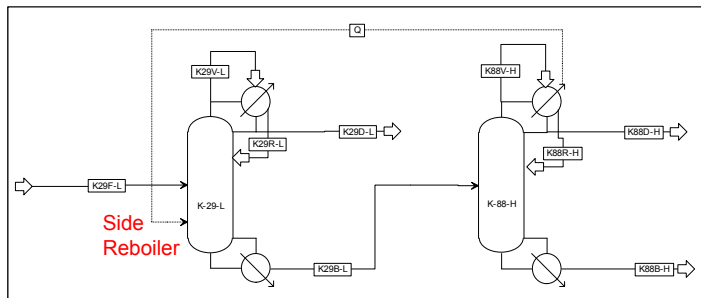 Q
K29V-L
K88V-H
K29D-L
K88D-H
K29R-L
K88R-H
K29F-L
K-29-L
K-88-H
Side
Reboiler
K29B-L
K88B-H